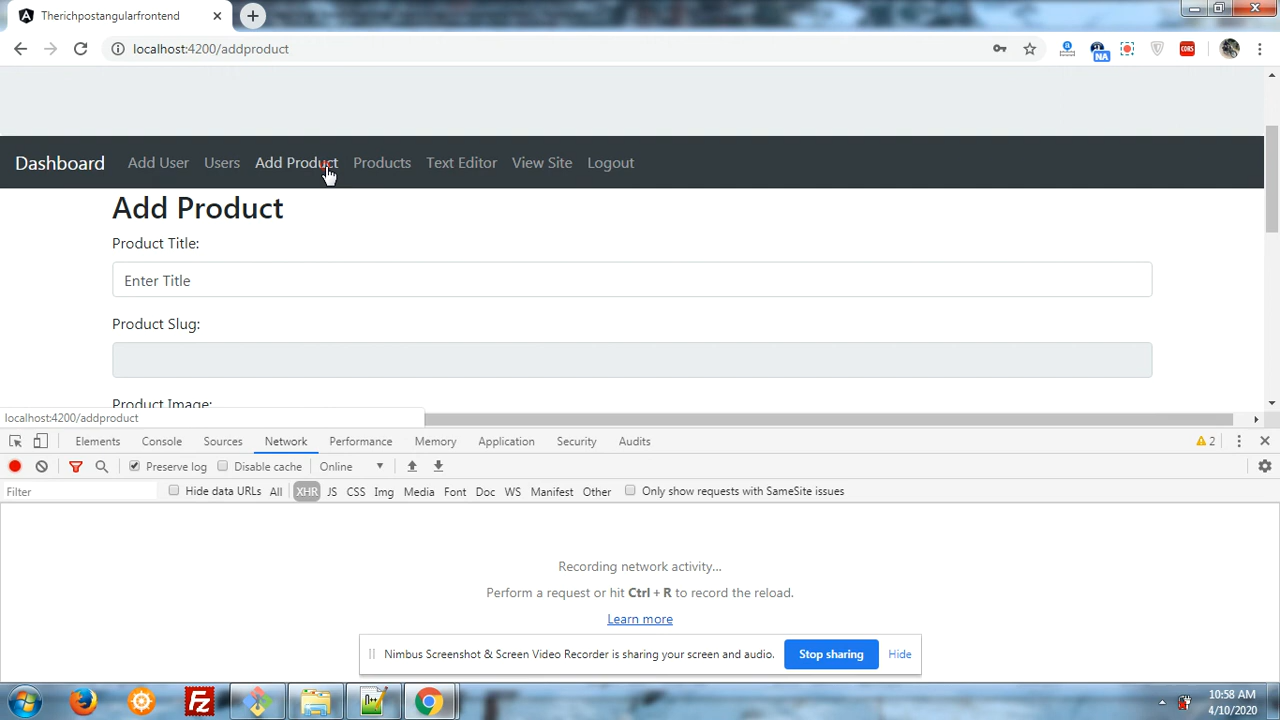 Therichpostangularfrontend
localhost:4200/addproduct
NA
CORS
Dashboard Add User Users Add Product Products Text Editor View Site Logout
Add Product
Product Title:
Enter Title
Product Slug:
Product Image:
localhost:4200/addproduct
Elements Console Sources Network Performance Memory Application Security Audits 2
Preserve log Disable cache Online
Filter Hide data URLs All XHR JS CSS Img Media Font Doc WS Manifest Other Only show requests with SameSite issues
Recording network activity...
Perform a request or hit Ctrl + R to record the reload.
Learn more
Nimbus Screenshot & Screen Video Recorder is sharing your screen and audio. Stop sharing Hide
10:58 AM
4/10/2020